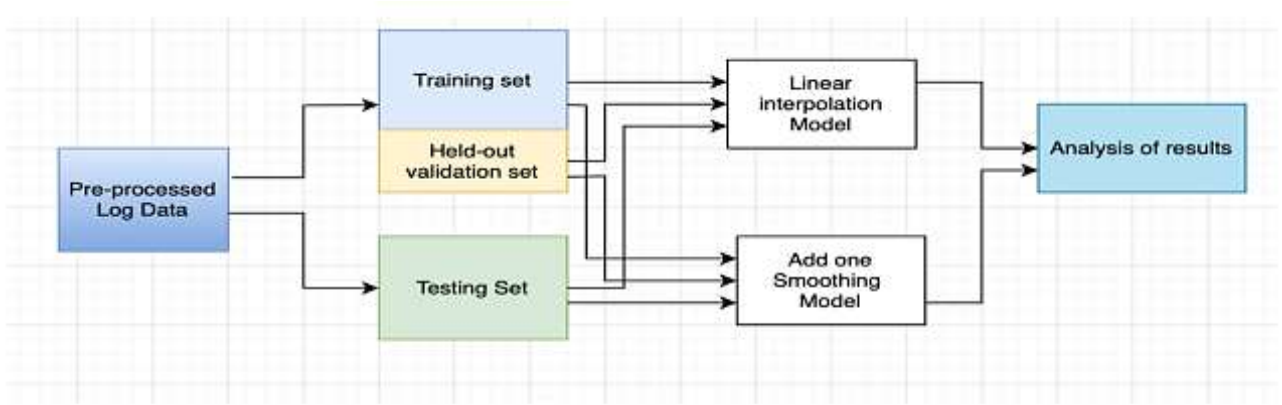 Pre-processed
Log Data
Training set
Held-out
validation set
Testing Set
Linear
interpolation
Model
Add one
Smoothing
Model
Analysis of results